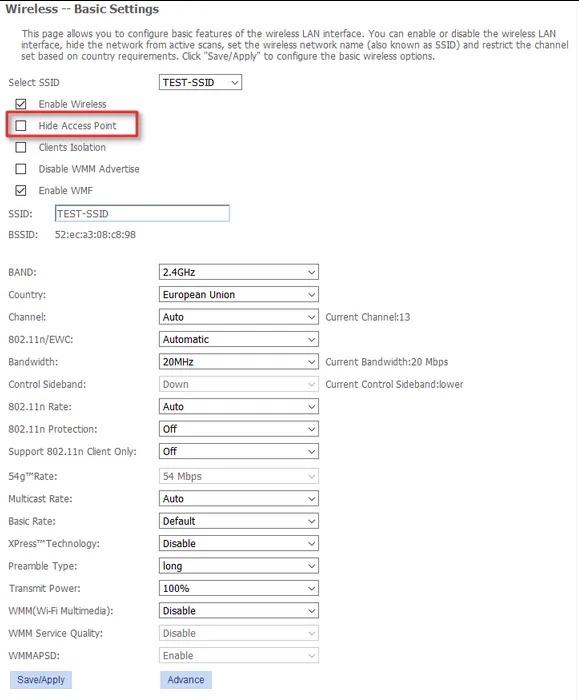 Wireless -- Basic Settings
This page allows you to configure basic features of the wireless LAN interface. You can enable or disable the wireless LAN
interface, hide the network from active scans, set the wireless network name (also known as SSID) and restrict the channel
set based on country requirements. Click "Save/Apply" to configure the basic wireless options.
Select SSID TEST-SSID
Enable Wireless
Hide Access Point
Clients Isolation
Disable WMM Advertise
Enable WMF
SSID: TEST-SSID
BSSID: 52:ec:a3:08:c8:98
BAND: 2.4GHz
Country: European Union
Channel: Auto Current Channel:13
802.11n/EWC: Automatic
Bandwidth: 20MHz Current Bandwidth:20 Mbps
Control Sideband: Down Current Control Sideband:lower
802.11n Rate: Auto
802.11n Protection: Off
Support 802.11n Client Only: Off
54g™Rate: 54 Mbps
Multicast Rate: Auto
Basic Rate: Default
XPress™Technology: Disable
Preamble Type: long
Transmit Power: 100%
WMM(Wi-Fi Multimedia): Disable
WMM Service Quality: Disable
WMMAPSD: Enable
Save/Apply Advance